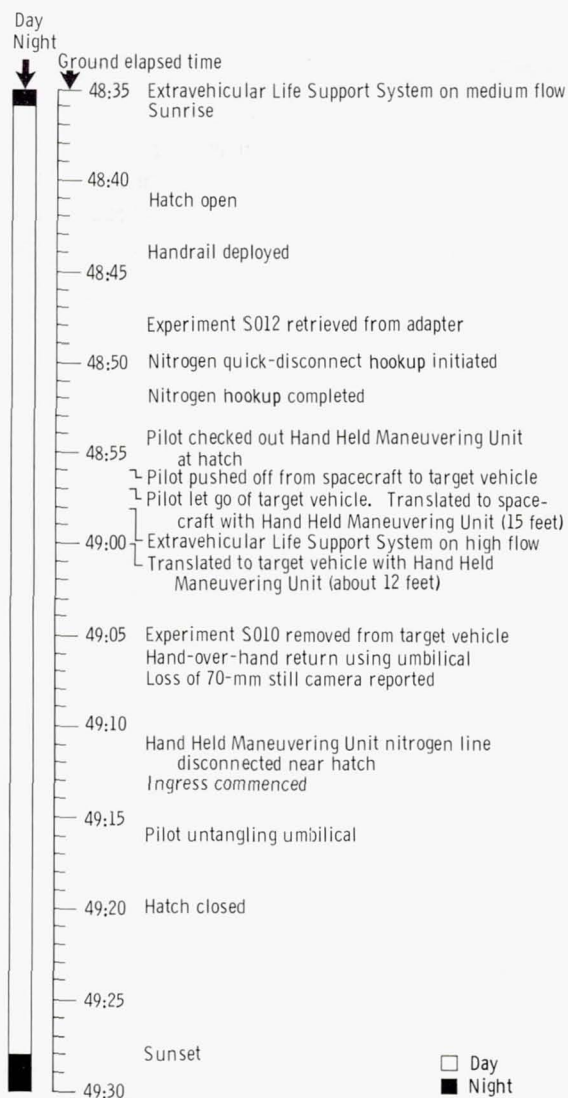 Day
Night
Ground elapsed time
48:35 Extravehicular Life Support System on medium flow
Sunrise
48:40
Hatch open
Handrail deployed
48:45
Experiment S012 retrieved from adapter
48:50 Nitrogen quick-disconnect hookup initiated
Nitrogen hookup completed
Pilot checked out Hand Held Maneuvering Unit
48:55 at hatch
Pilot pushed off from spacecraft to target vehicle
Pilot let go of target vehicle. Translated to space-
craft with Hand Held Maneuvering Unit (15 feet)
49:00 Extravehicular Life Support System on high flow
Translated to target vehicle with Hand Held
Maneuvering Unit (about 12 feet)
49:05 Experiment S010 removed from target vehicle
Hand-over-hand return using umbilical
Loss of 70-mm still camera reported
49:10
Hand Held Maneuvering Unit nitrogen line
disconnected near hatch
Ingress commenced
49:15
Pilot untangling umbilical
49:20 Hatch closed
49:25
Sunset
49:30
Day
Night